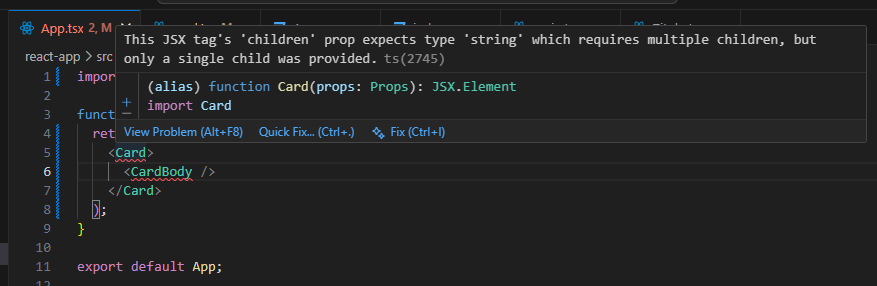 App.tsx 2, M
This JSX tag's 'children' prop expects type 'string' which requires multiple children, but
only a single child was provided. ts(2745)
react-app > src
(alias) function Card(props: Props): JSX.Element
import Card
View Problem (Alt+F8) Quick Fix... (Ctrl+.) Fix (Ctrl+I)
1 impor
2
3 funct
4 ret
5 <Card>
6 <CardBody />
7 </Card>
8 );
9 }
10
11 export default App;
12